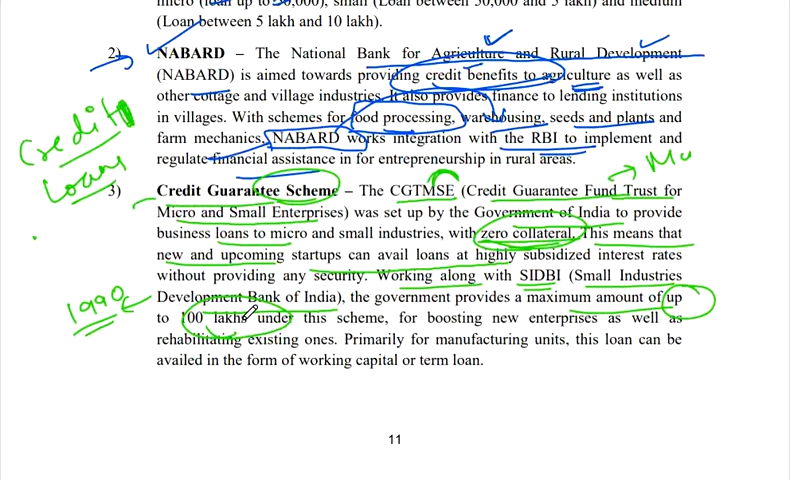 micro (loan up to 50,000), small (Loan between 50,000 and 5 lakh) and medium
(Loan between 5 lakh and 10 lakh).
2) NABARD – The National Bank for Agriculture and Rural Development
(NABARD) is aimed towards providing credit benefits to agriculture as well as
other cottage and village industries. It also provides finance to lending institutions
in villages. With schemes for food processing, warehousing, seeds and plants and
farm mechanics, NABARD works integration with the RBI to implement and
Credit
regulate financial assistance in for entrepreneurship in rural areas.
Loans
3) Credit Guarantee Scheme – The CGTMSE (Credit Guarantee Fund Trust for
Micro and Small Enterprises) was set up by the Government of India to provide
business loans to micro and small industries, with zero collateral. This means that
new and upcoming startups can avail loans at highly subsidized interest rates
without providing any security. Working along with SIDBI (Small Industries
1990
Development Bank of India), the government provides a maximum amount of up
to 100 lakhs under this scheme, for boosting new enterprises as well as
rehabilitating existing ones. Primarily for manufacturing units, this loan can be
availed in the form of working capital or term loan.
11